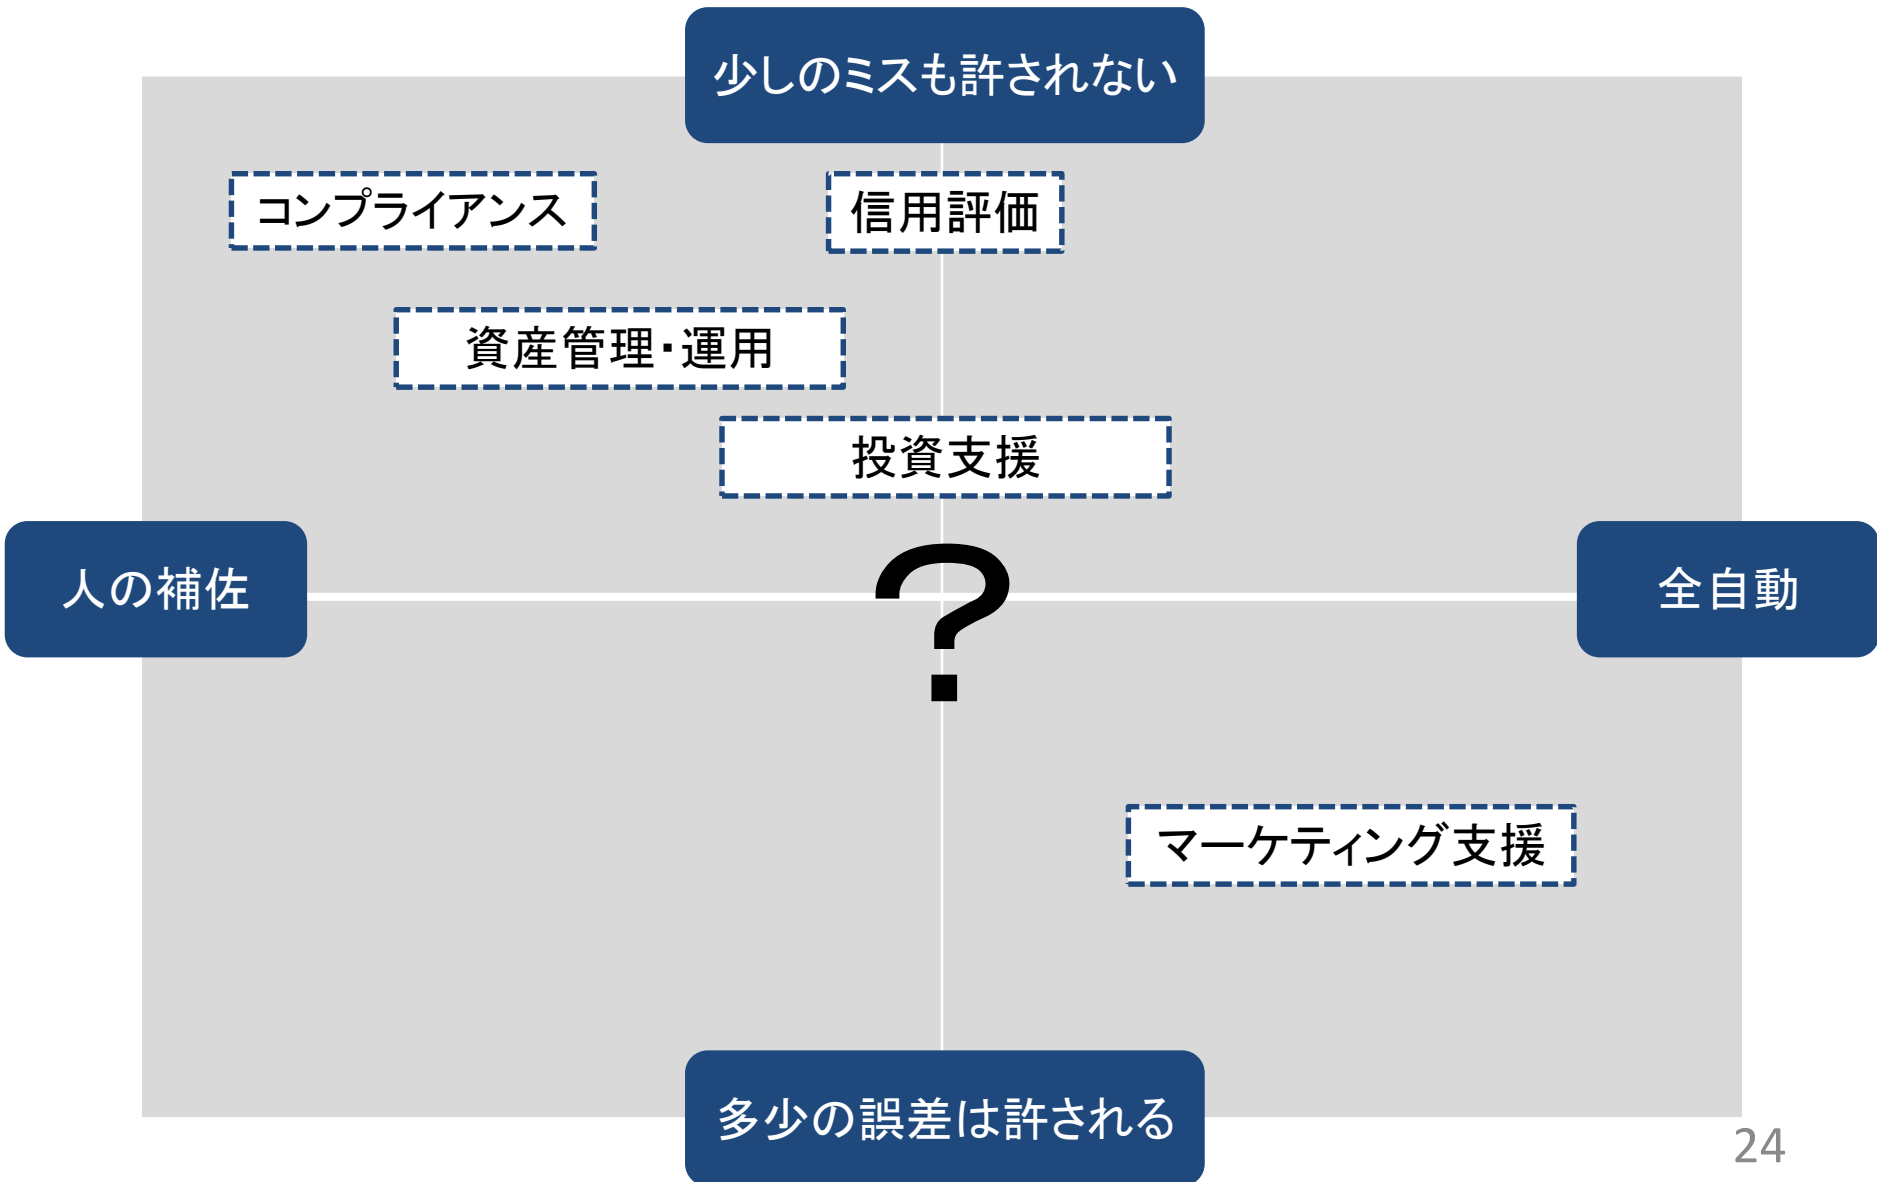 少しのミスも許されない
コンプライアンス
信用評価
資産管理・運用
投資支援
人の補佐
?
全自動
マーケティング支援
多少の誤差は許される
24